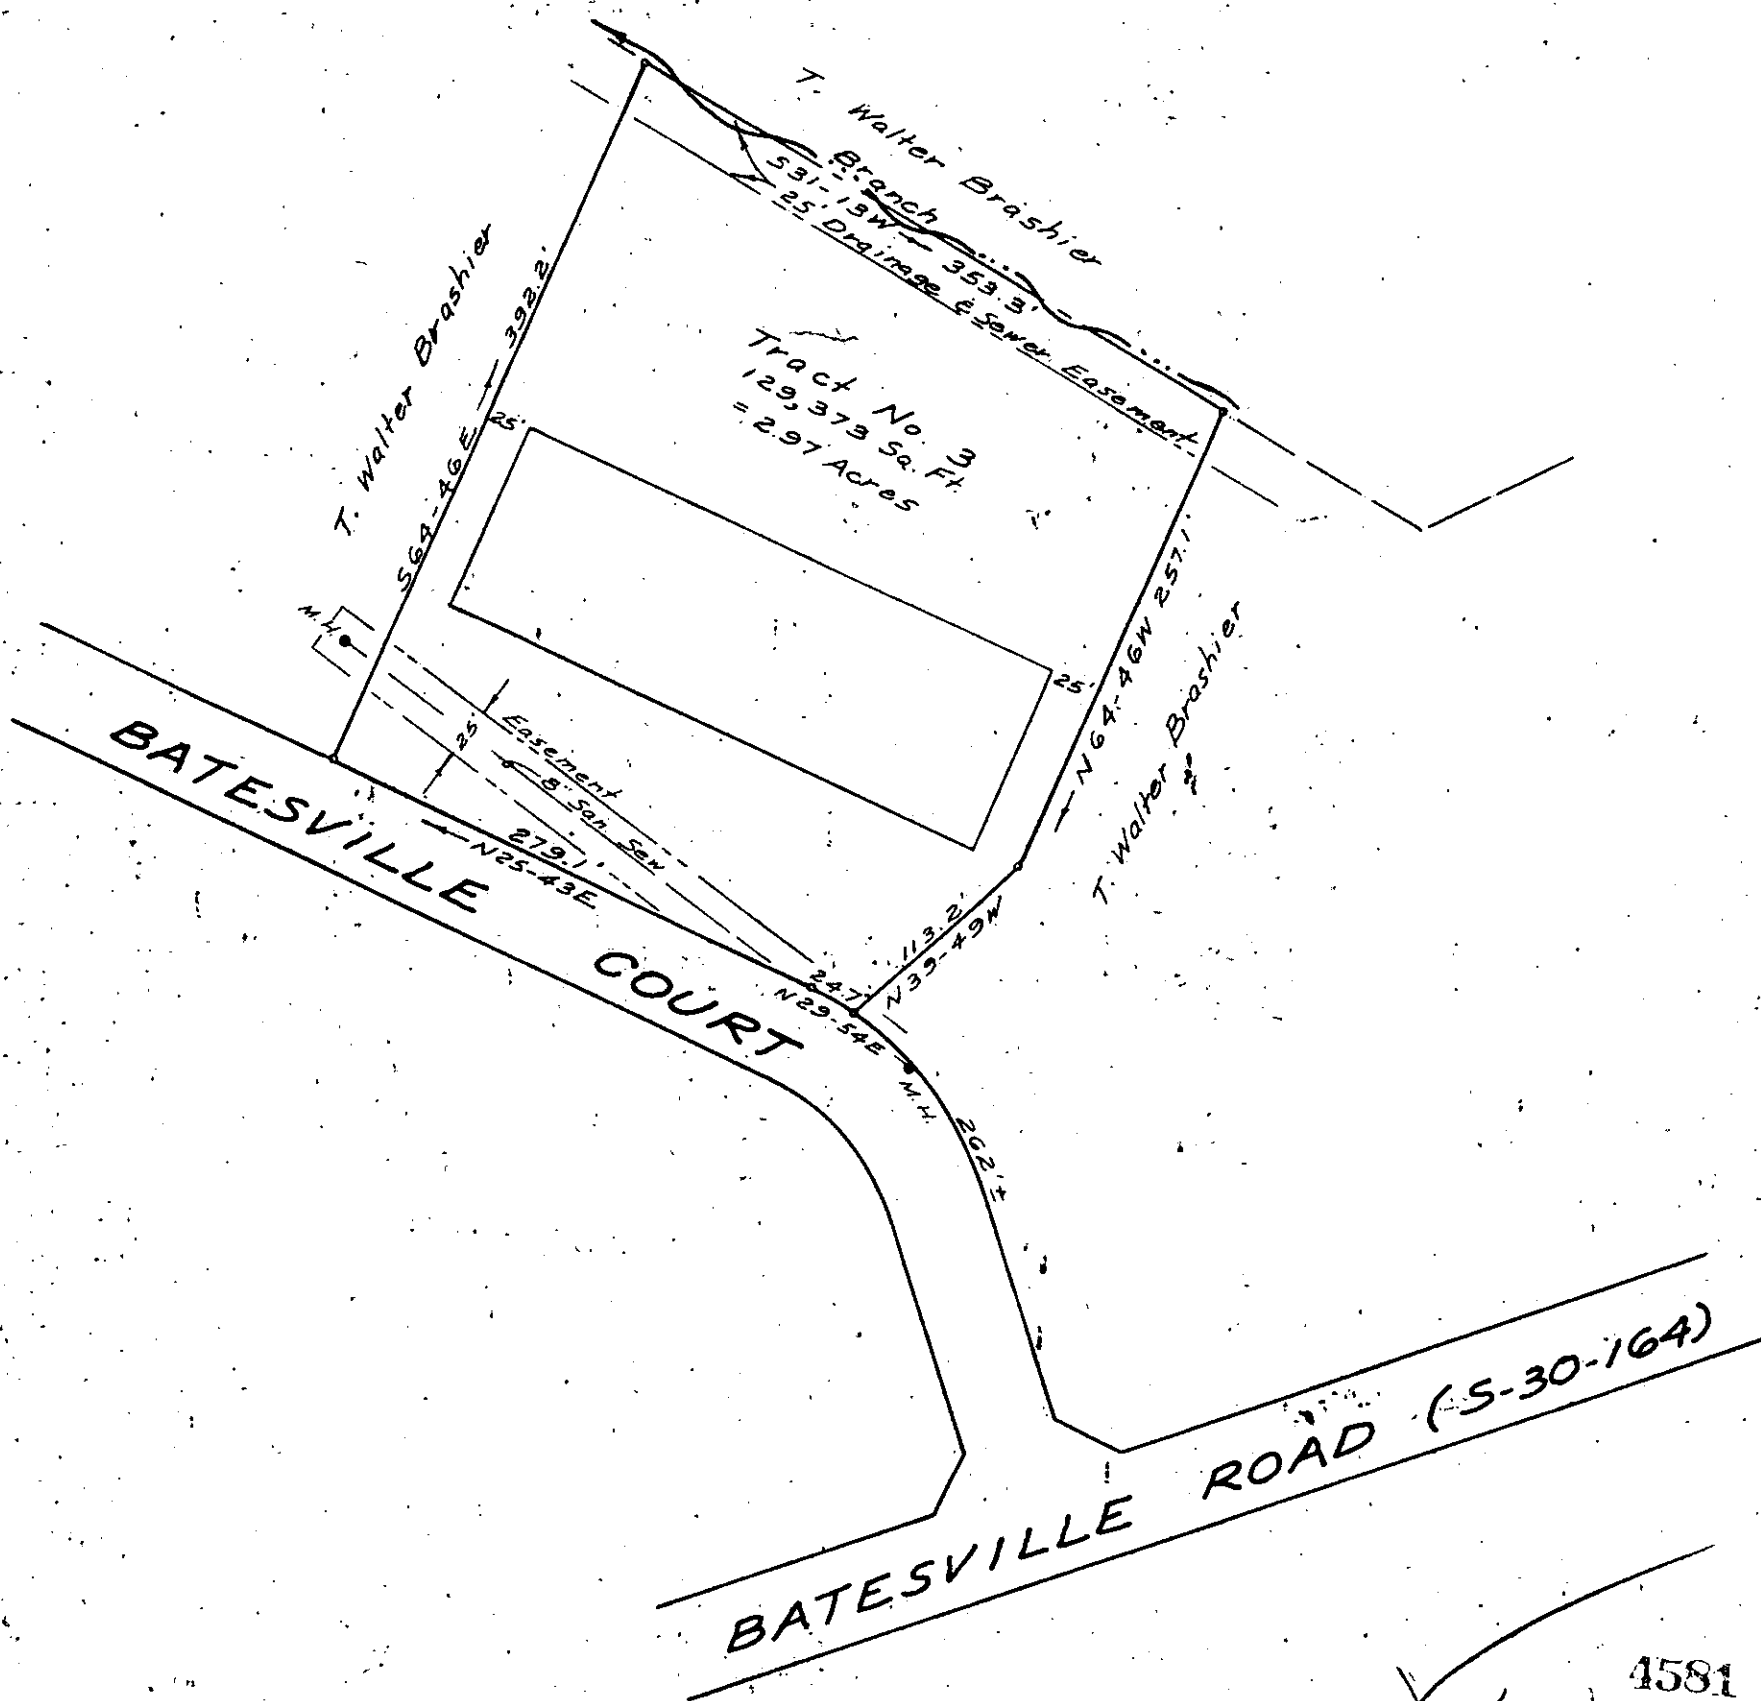 T. Walter Brashier
Branch
S31-13W
353.3'
25' Drainage & Sewer Easement
T. Walter Brashier
S64-46E
392.2'
Tract No. 3
129,373 Sq. Ft.
= 2.97 Acres
25'
25'
N64-46W 257.1'
T. Walter Brashier
M.H.
25'
Easement
8" San. Sew
279.1'
N25-43E
113.2'
N39-49W
24.7'
N29-54E
M.H.
262'±
BATESVILLE COURT
BATESVILLE ROAD (S-30-164)
4581